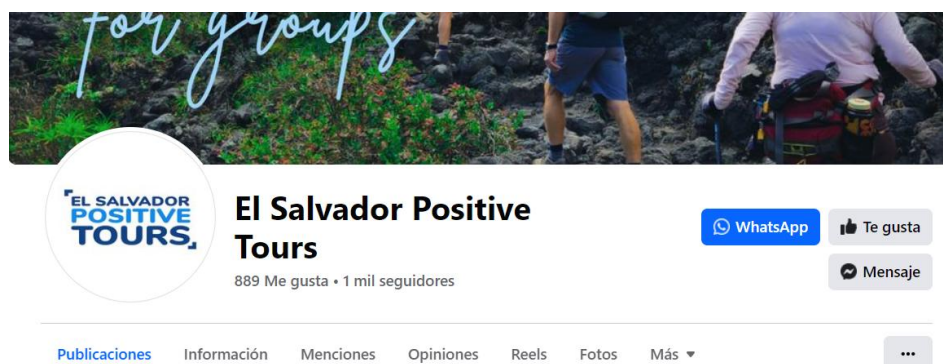 for groups
EL SALVADOR
POSITIVE
TOURS
El Salvador Positive
Tours
889 Me gusta • 1 mil seguidores
WhatsApp
Te gusta
Mensaje
Publicaciones Información Menciones Opiniones Reels Fotos Más